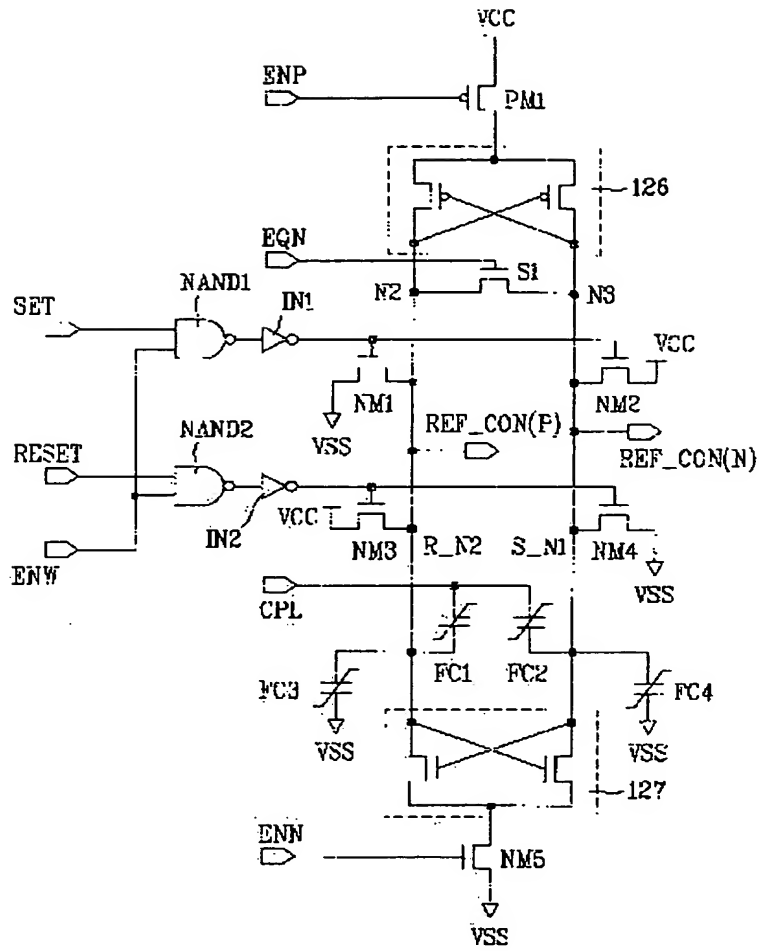 VCC
ENP
PM1
126
EQN
S1
N2
N3
NAND1
IN1
SET
VCC
NM1
NM2
VSS
REF_CON(P)
REF_CON(N)
NAND2
RESET
VCC
IN2
NM3
R_N2
S_N1
NM4
ENW
VSS
CPL
FC1
FC2
FC3
FC4
VSS
VSS
127
ENN
NM5
VSS